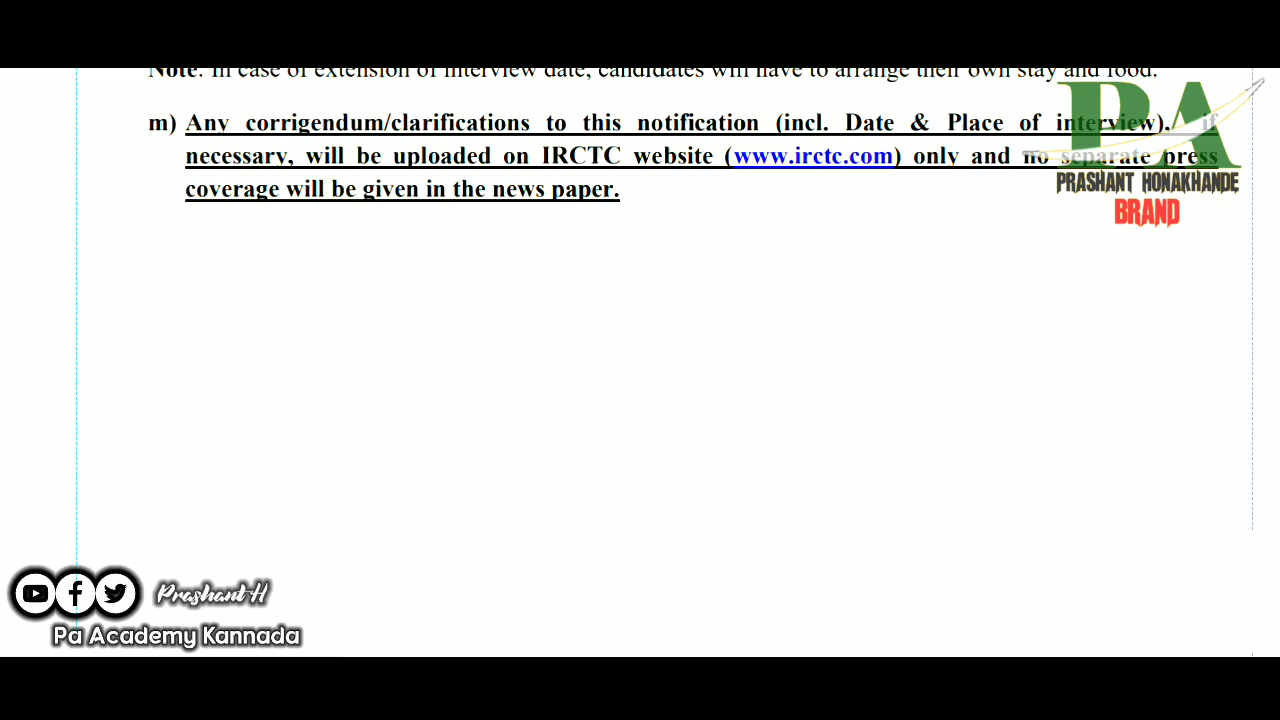 Note: In case of extension of interview date, candidates will have to arrange their own stay and food.
m) Any corrigendum/clarifications to this notification (incl. Date & Place of interview), if
necessary, will be uploaded on IRCTC website (www.irctc.com) only and no separate press
coverage will be given in the news paper.
PA
PRASHANT HONAKHANDE
BRAND
Prashant H
Pa Academy Kannada